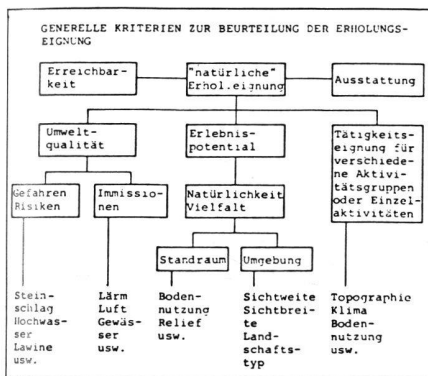 GENERELLE KRITERIEN ZUR BEURTEILUNG DER ERHOLUNGS-
EIGNUNG
Erreichbar-
keit
"natürliche"
Erhol.eignung
Ausstattung
Umwelt-
qualität
Erlebnis-
potential
Tätigkeits-
eignung für
verschiedene
Aktivi-
tätsgruppen
oder Einzel-
aktivitäten
Gefahren
Risiken
Immissio-
nen
Natürlichkeit
Vielfalt
Standraum
Umgebung
Stein-
schlag
Hochwas-
ser
Lawine
usw.
Lärm
Luft
Gewäs-
ser
usw.
Boden-
nutzung
Relief
usw.
Sichtweite
Sichtbrei-
te
Land-
schafts-
typ
Topographie
Klima
Boden-
nutzung
usw.